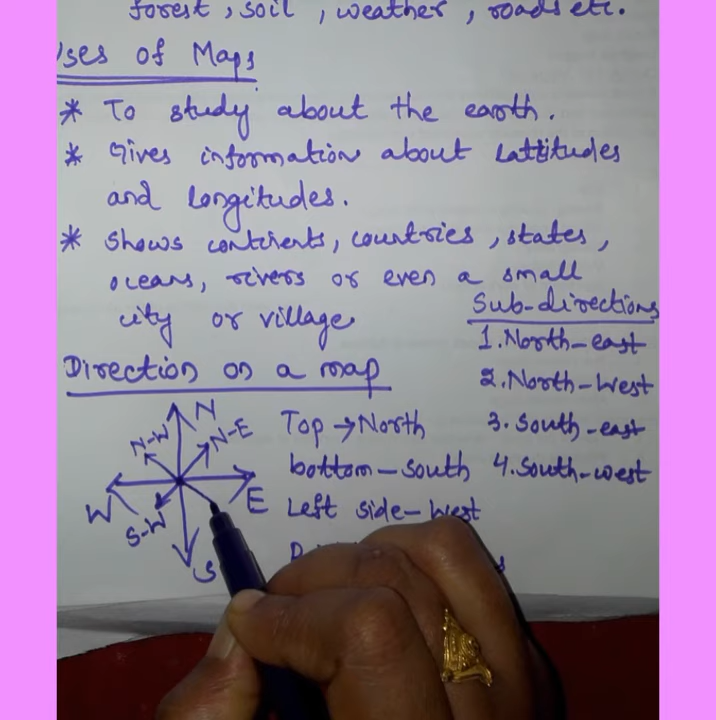 forest, soil, weather, roads etc.
Uses of Maps
* To study about the earth.
* Gives information about Lattitudes
and Longitudes.
* Shows continents, countries, states,
oceans, rivers or even a small
city or village
Sub-directions
1. North-east
2. North-West
3. South-east
4. South-west
Direction on a map
N
N-W
N-E
W
E
S-W
S
Top → North
bottom - south
Left side - West